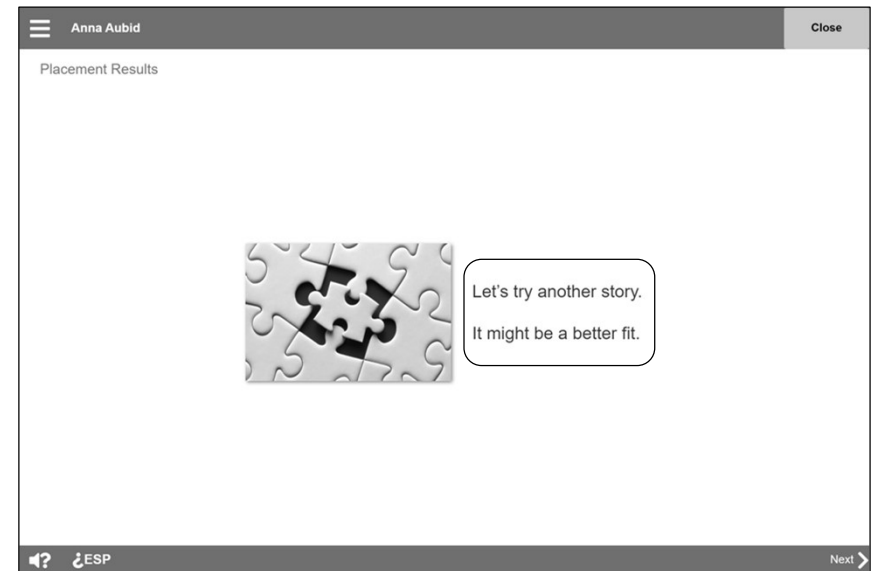 Anna Aubid
Close
Placement Results
Let's try another story.
It might be a better fit.
?
¿ESP
Next